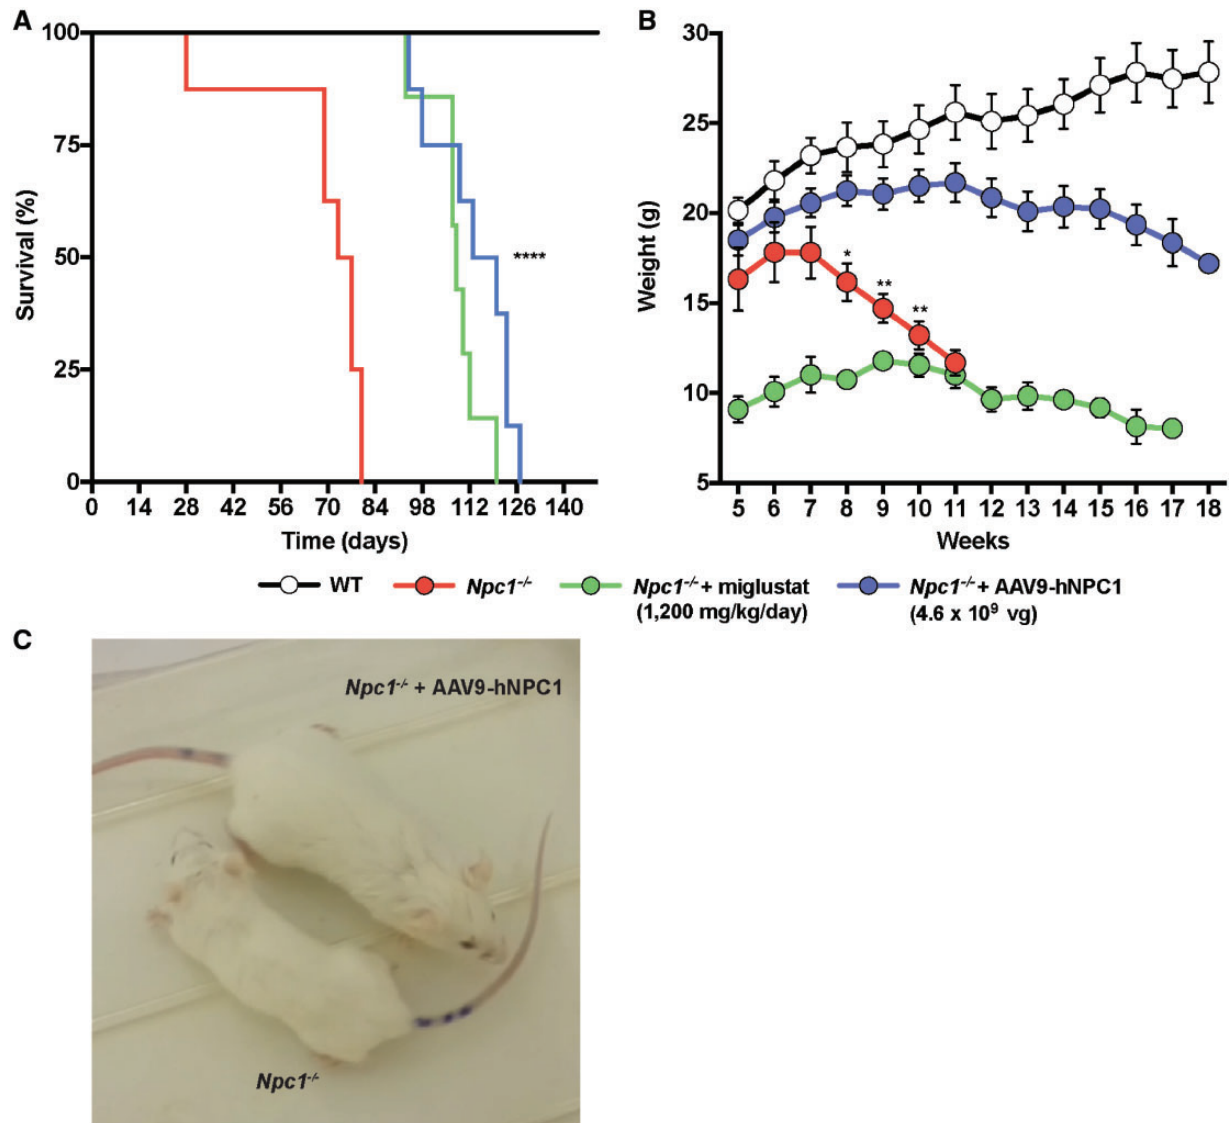 A
B
100
75
50
25
0
Survival (%)
****
0 14 28 42 56 70 84 98 112 126 140
Time (days)
30
25
20
15
10
5
Weight (g)
* ** **
5 6 7 8 9 10 11 12 13 14 15 16 17 18
Weeks
WT
Npc1-/-
Npc1-/- + miglustat
(1,200 mg/kg/day)
Npc1-/- + AAV9-hNPC1
(4.6 x 10⁹ vg)
C
Npc1-/- + AAV9-hNPC1
Npc1-/-